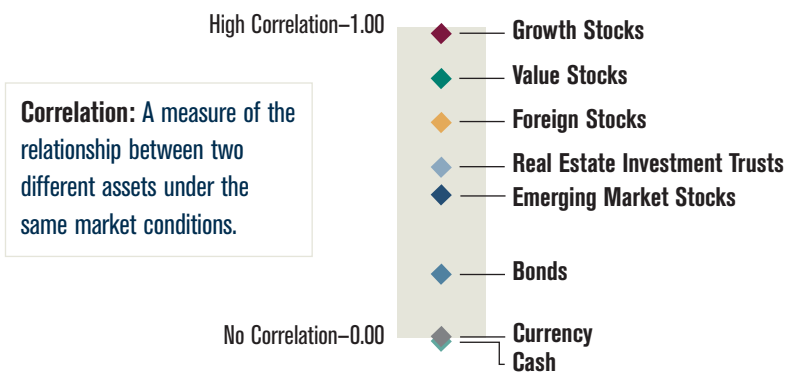 High Correlation–1.00
Growth Stocks
Value Stocks
Correlation: A measure of the
relationship between two
different assets under the
same market conditions.
Foreign Stocks
Real Estate Investment Trusts
Emerging Market Stocks
Bonds
No Correlation–0.00
Currency
Cash